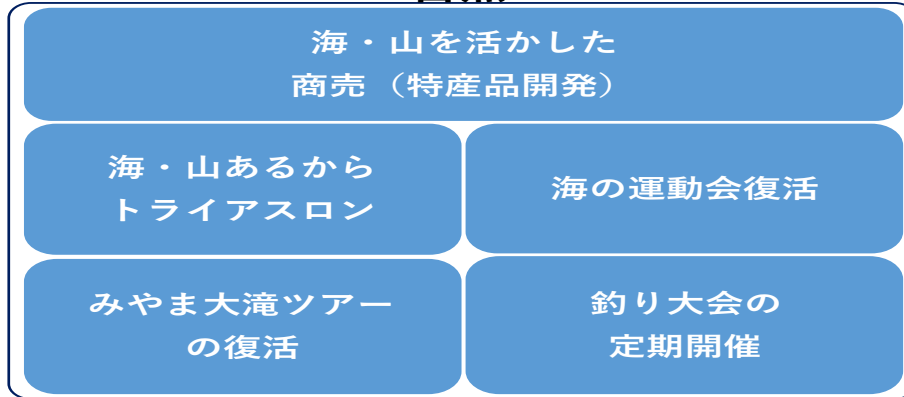 海・山を活かした
商売（特産品開発）
海・山あるから
トライアスロン
海の運動会復活
みやま大滝ツアー
の復活
釣り大会の
定期開催